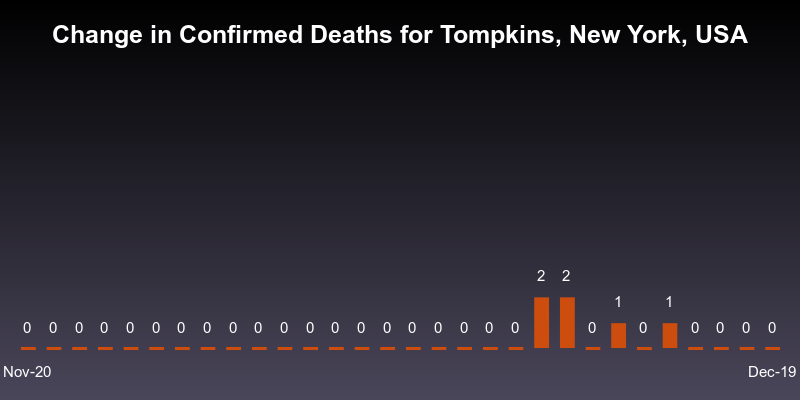 Change in Confirmed Deaths for Tompkins, New York, USA
2 2
1 1
0 0 0 0 0 0 0 0 0 0 0 0 0 0 0 0 0 0 0 0 0 0 0 0 0 0
Nov-20 Dec-19